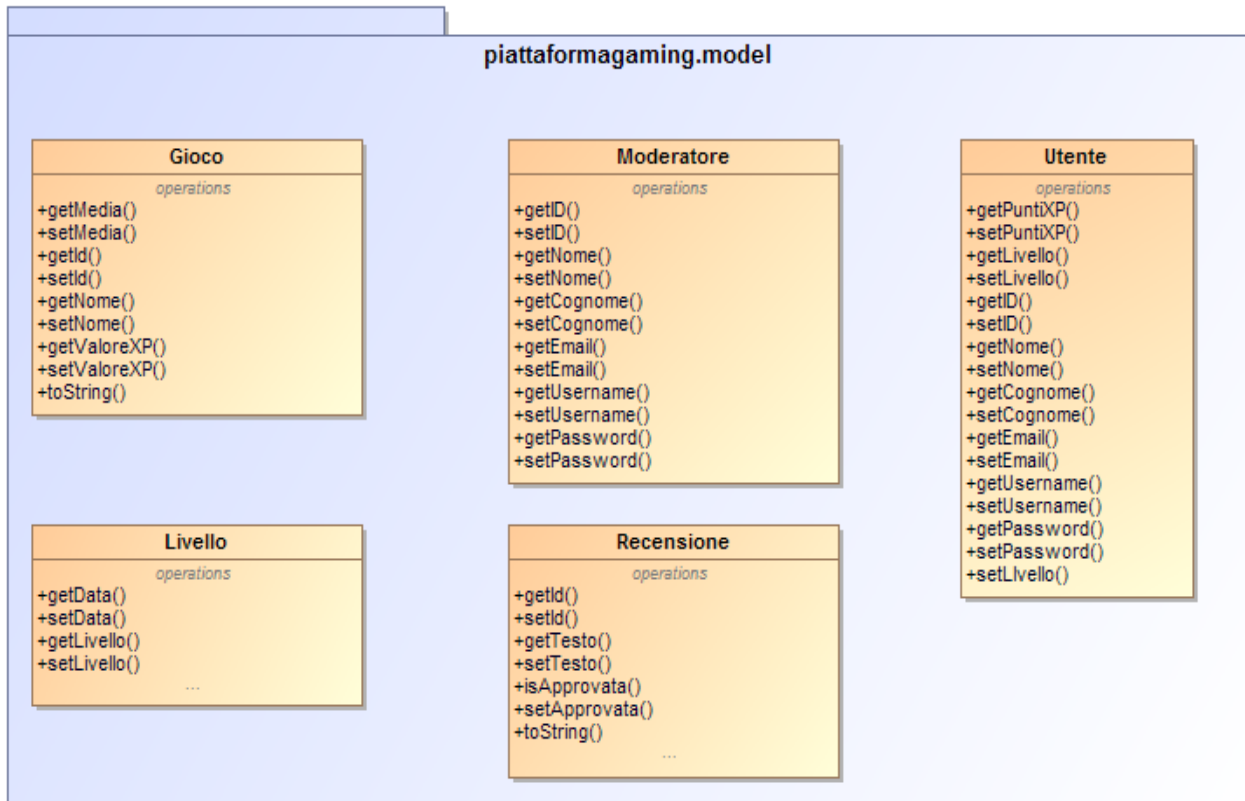 piattaformagaming.model
Gioco
operations
+getMedia()
+setMedia()
+getId()
+setId()
+getNome()
+setNome()
+getValoreXP()
+setValoreXP()
+toString()
Moderatore
operations
+getID()
+setID()
+getNome()
+setNome()
+getCognome()
+setCognome()
+getEmail()
+setEmail()
+getUsername()
+setUsername()
+getPassword()
+setPassword()
Utente
operations
+getPuntiXP()
+setPuntiXP()
+getLivello()
+setLivello()
+getID()
+setID()
+getNome()
+setNome()
+getCognome()
+setCognome()
+getEmail()
+setEmail()
+getUsername()
+setUsername()
+getPassword()
+setPassword()
+setLIvello()
Livello
operations
+getData()
+setData()
+getLivello()
+setLivello()
...
Recensione
operations
+getId()
+setId()
+getTesto()
+setTesto()
+isApprovata()
+setApprovata()
+toString()
...